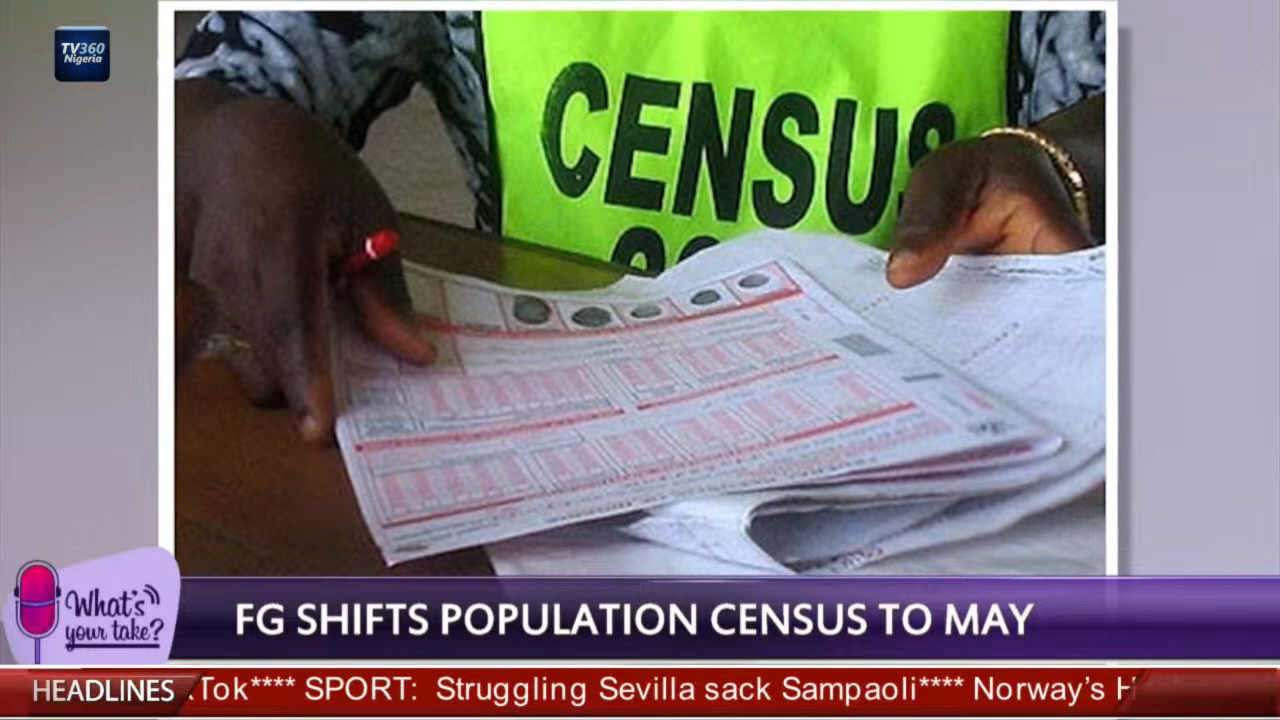 TV360
Nigeria
CENSUS
What's
your take?
FG SHIFTS POPULATION CENSUS TO MAY
HEADLINES
Tok**** SPORT: Struggling Sevilla sack Sampaoli**** Norway's H